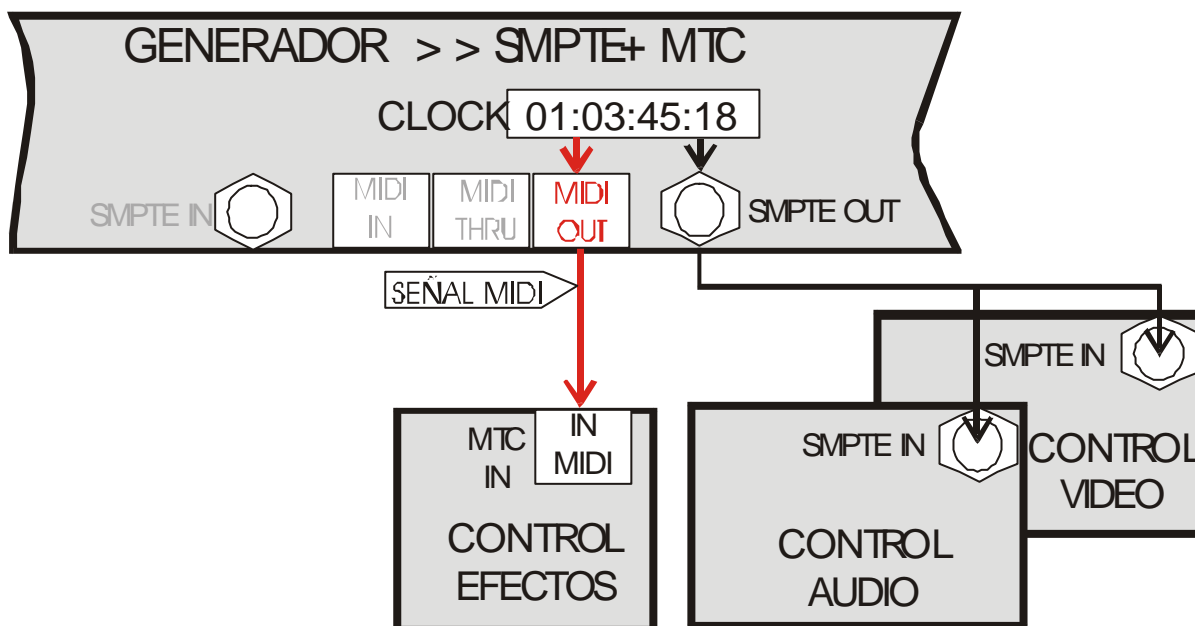 GENERADOR > > SMPTE+ MTC
CLOCK 01:03:45:18
SMPTE IN
MIDI
IN
MIDI
THRU
MIDI
OUT
SMPTE OUT
SEÑAL MIDI
SMPTE IN
CONTROL
VIDEO
MTC
IN
IN
MIDI
CONTROL
EFECTOS
SMPTE IN
CONTROL
AUDIO